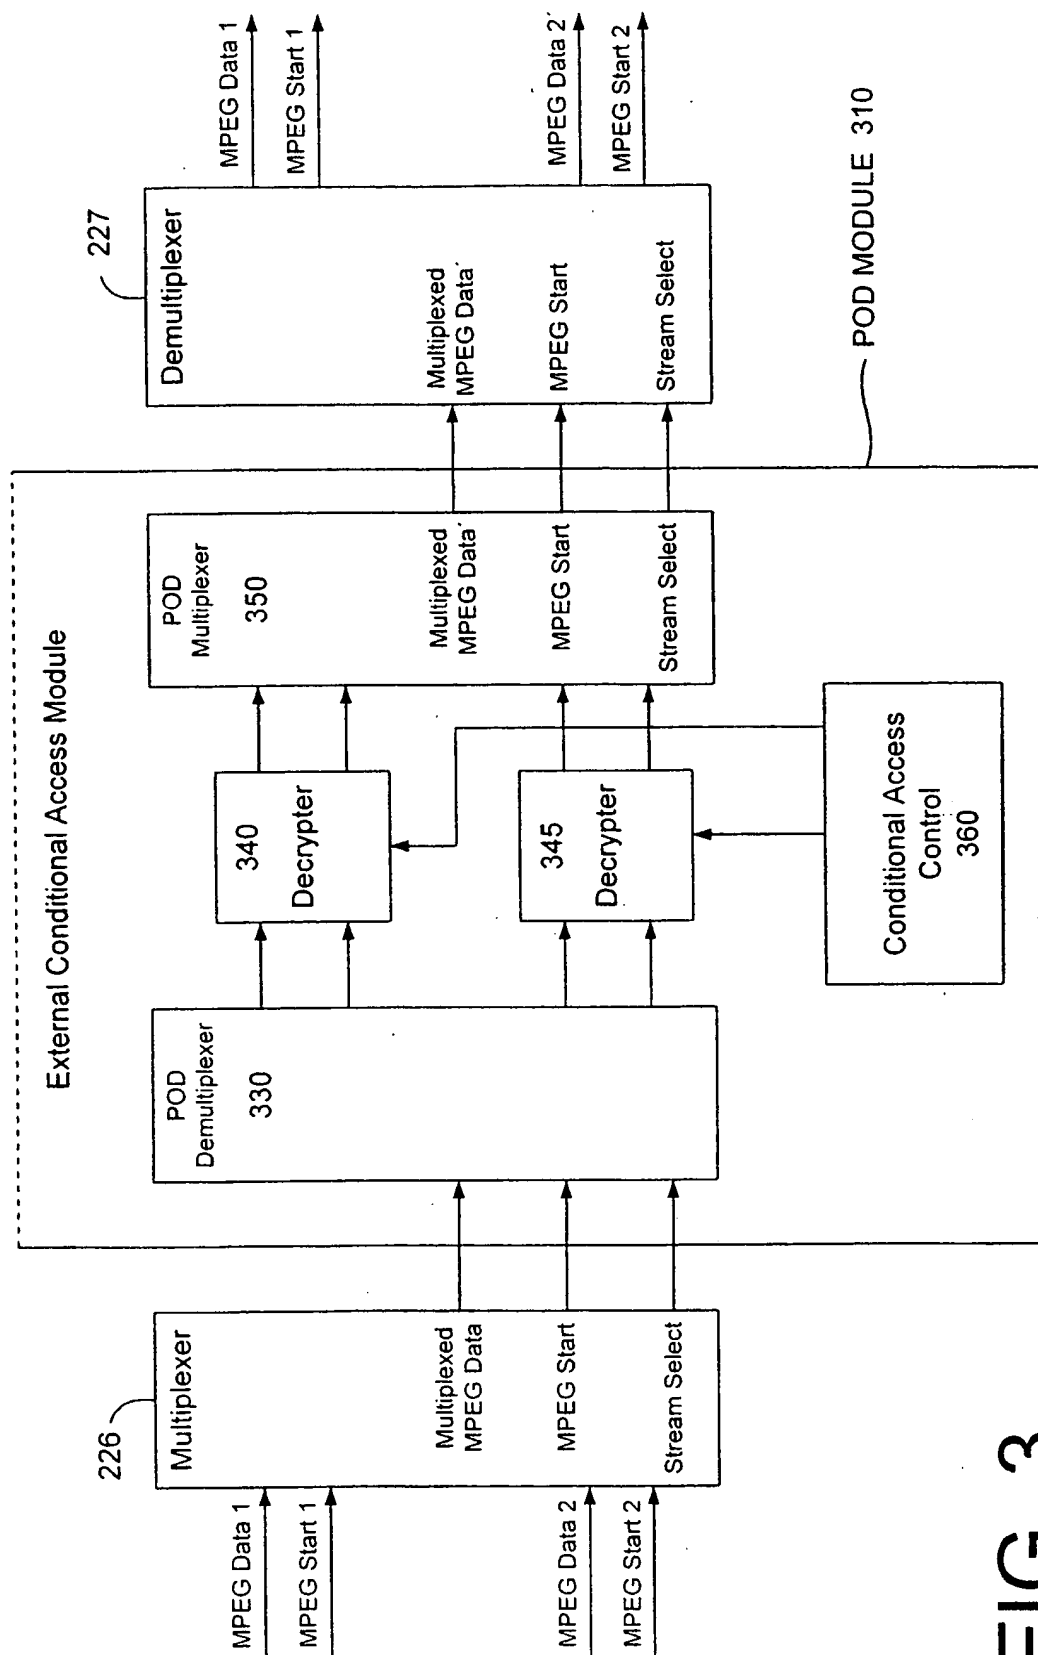 External Conditional Access Module
MPEG Data 1
MPEG Start 1
MPEG Data 2
MPEG Start 2
226
Multiplexer
Multiplexed
MPEG Data
MPEG Start
Stream Select
POD
Demultiplexer
330
340
Decrypter
345
Decrypter
Conditional Access
Control
360
POD
Multiplexer
350
Multiplexed
MPEG Data'
MPEG Start
Stream Select
POD MODULE 310
227
Demultiplexer
Multiplexed
MPEG Data'
MPEG Start
Stream Select
MPEG Data 1
MPEG Start 1
MPEG Data 2'
MPEG Start 2
FIG. 3